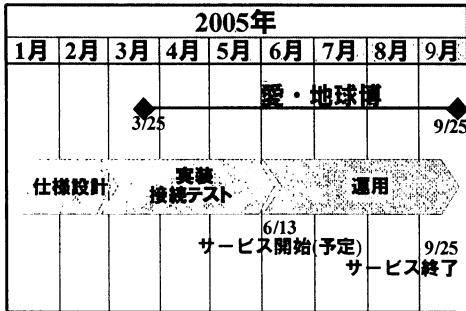 2005年
1月 2月 3月 4月 5月 6月 7月 8月 9月
愛・地球博
3/25 9/25
仕様設計 実装 運用
接続テスト
6/13
サービス開始(予定)
9/25
サービス終了